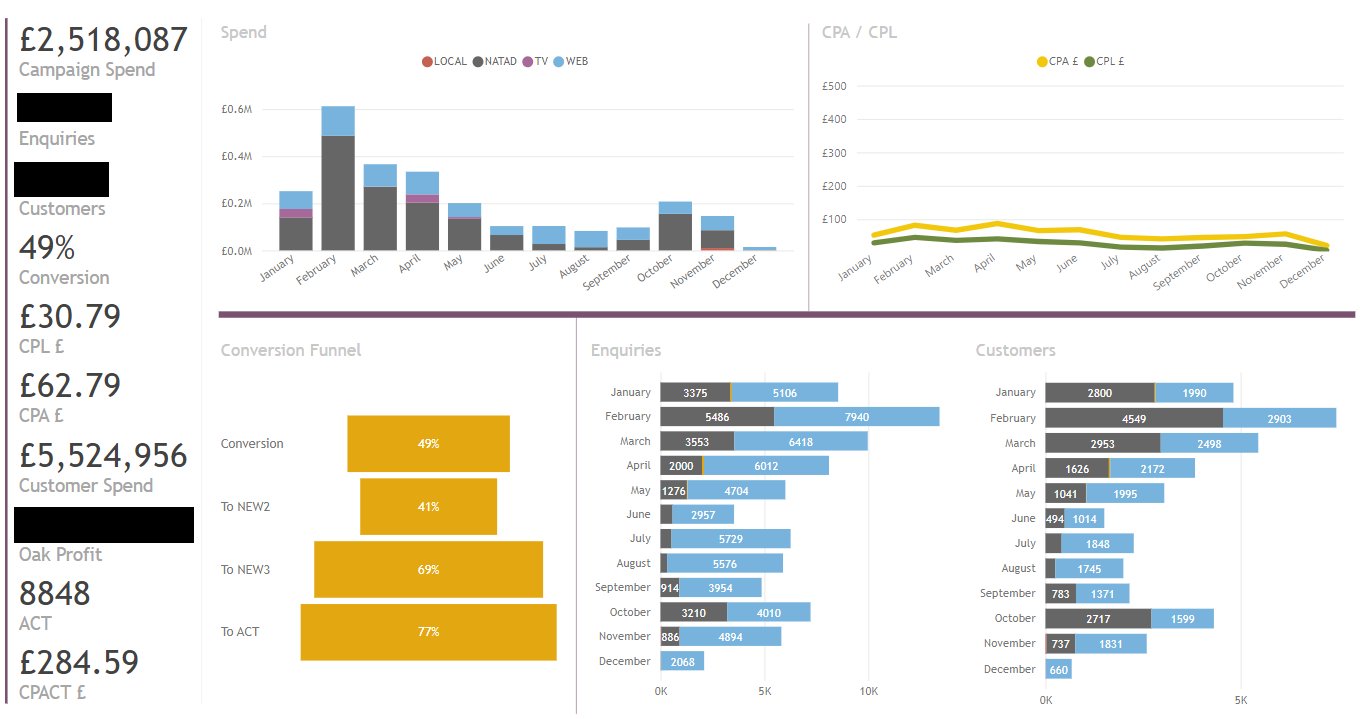 £2,518,087
Campaign Spend
Enquiries
Customers
49%
Conversion
£30.79
CPL £
£62.79
CPA £
£5,524,956
Customer Spend
Oak Profit
8848
ACT
£284.59
CPACT £
Spend
LOCAL NATAD TV WEB
£0.6M
£0.4M
£0.2M
£0.0M
January February March April May June July August September October November December
CPA / CPL
CPA £ CPL £
£500
£400
£300
£200
£100
January February March April May June July August September October November December
Conversion Funnel
Conversion 49%
To NEW2 41%
To NEW3 69%
To ACT 77%
Enquiries
January 3375 5106
February 5486 7940
March 3553 6418
April 2000 6012
May 1276 4704
June 2957
July 5729
August 5576
September 914 3954
October 3210 4010
November 886 4894
December 2068
0K 5K 10K
Customers
January 2800 1990
February 4549 2903
March 2953 2498
April 1626 2172
May 1041 1995
June 494 1014
July 1848
August 1745
September 783 1371
October 2717 1599
November 737 1831
December 660
0K 5K